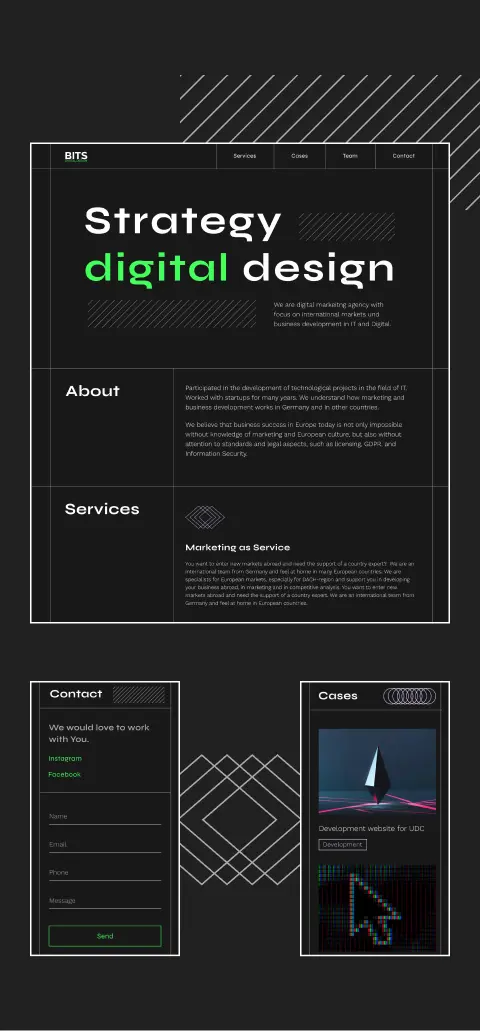 BITS
Services Cases Team Contact
Strategy
digital design
We are digital markeitng agency with
focus on internatinnal markets und
business development in IT and Digital.
About
Participated in the development of technological projects in the field of IT.
Worked with startups for many years. We understand how marketing and
business development works in Germany and in other countries.
We believe that business success in Europe today is not only impossible
without knowledge of marketing and European culture, but also without
attention to standards and legal aspects, such as licensing, GDPR, and
Information Security.
Services
Marketing as Service
You want to enter new markets abroad and need the support of a country expert? We are an
international team from Germany and feel at home in many European countries. We are
specialists for European markets, especially for DACH-region and support you in developing
your business abroad, in marketing and in competitive analysis. You want to enter new
markets abroad and need the support of a country expert. We are an international team from
Germany and feel at home in European countries.
Contact
We would love to work
with You.
Instagram
Facebook
Name
Email
Phone
Message
Send
Cases
Development website for UDC
Development